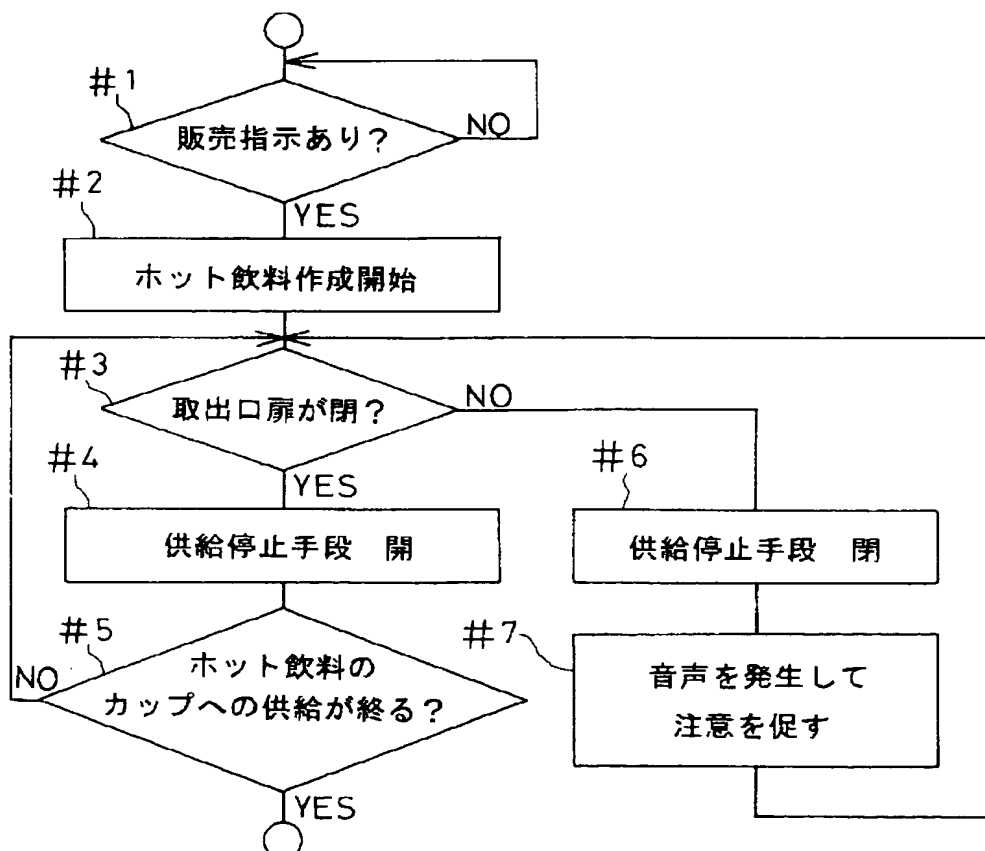 #1
販売指示あり?
NO
#2
YES
ホット飲料作成開始
#3
取出口扉が閉?
NO
#4
YES
供給停止手段 開
#6
供給停止手段 閉
#5
ホット飲料の
カップへの供給が終る?
NO
YES
#7
音声を発生して
注意を促す